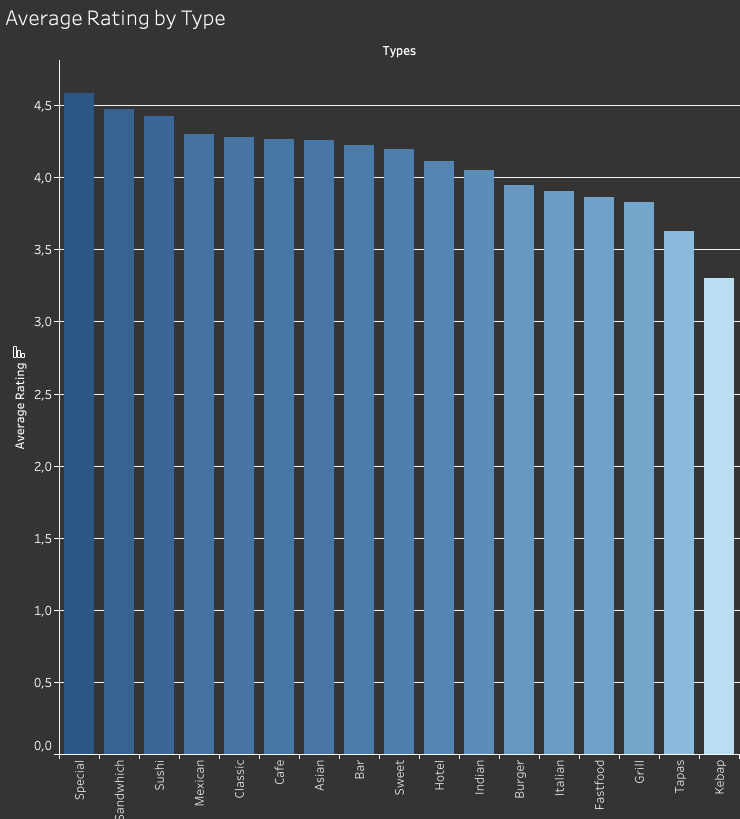 Average Rating by Type
Types
4,5
4,0
3,5
3,0
2,5
2,0
1,5
1,0
0,5
0,0
Average Rating
Special
Sandwhich
Sushi
Mexican
Classic
Cafe
Asian
Bar
Sweet
Hotel
Indian
Burger
Italian
Fastfood
Grill
Tapas
Kebap